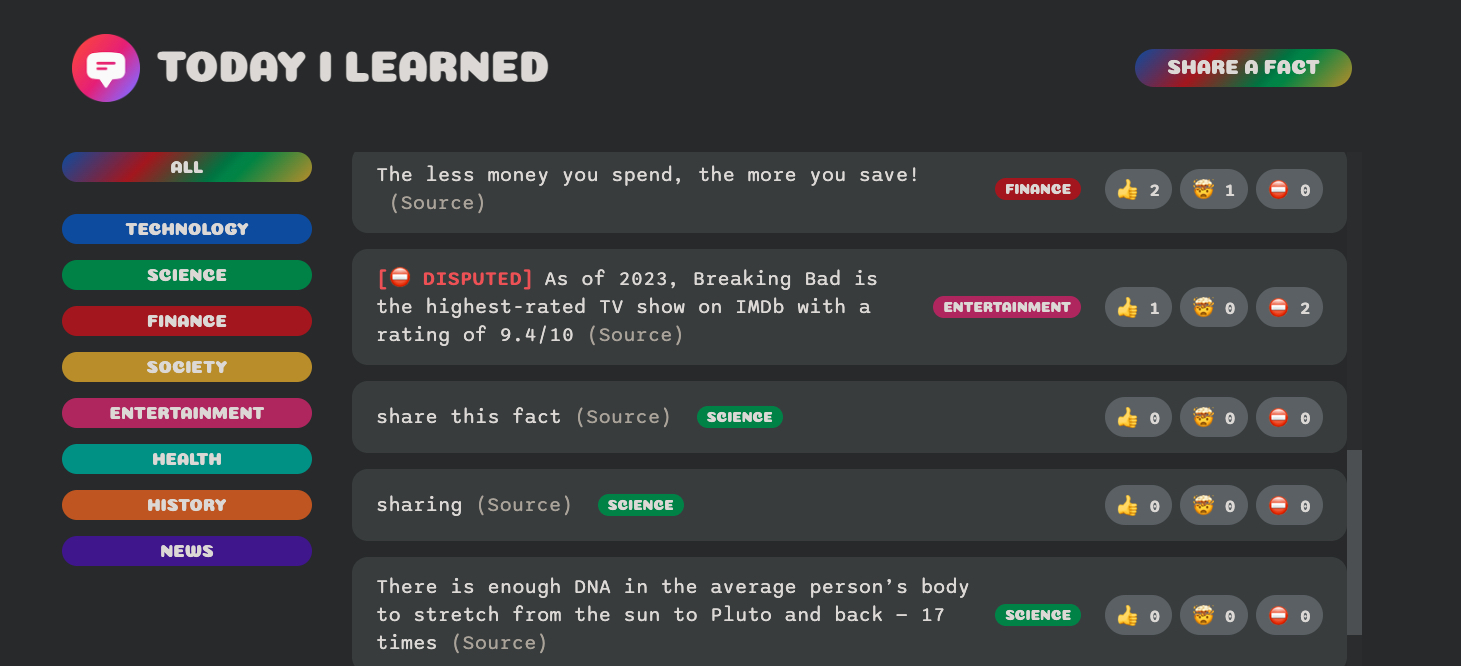 TODAY I LEARNED
SHARE A FACT
ALL
TECHNOLOGY
SCIENCE
FINANCE
SOCIETY
ENTERTAINMENT
HEALTH
HISTORY
NEWS
The less money you spend, the more you save!
(Source)
FINANCE
👍 2
🤯 1
⛔ 0
[⛔ DISPUTED] As of 2023, Breaking Bad is
the highest-rated TV show on IMDb with a
rating of 9.4/10 (Source)
ENTERTAINMENT
👍 1
🤯 0
⛔ 2
share this fact (Source)
SCIENCE
👍 0
🤯 0
⛔ 0
sharing (Source)
SCIENCE
👍 0
🤯 0
⛔ 0
There is enough DNA in the average person’s body
to stretch from the sun to Pluto and back — 17
times (Source)
SCIENCE
👍 0
🤯 0
⛔ 0